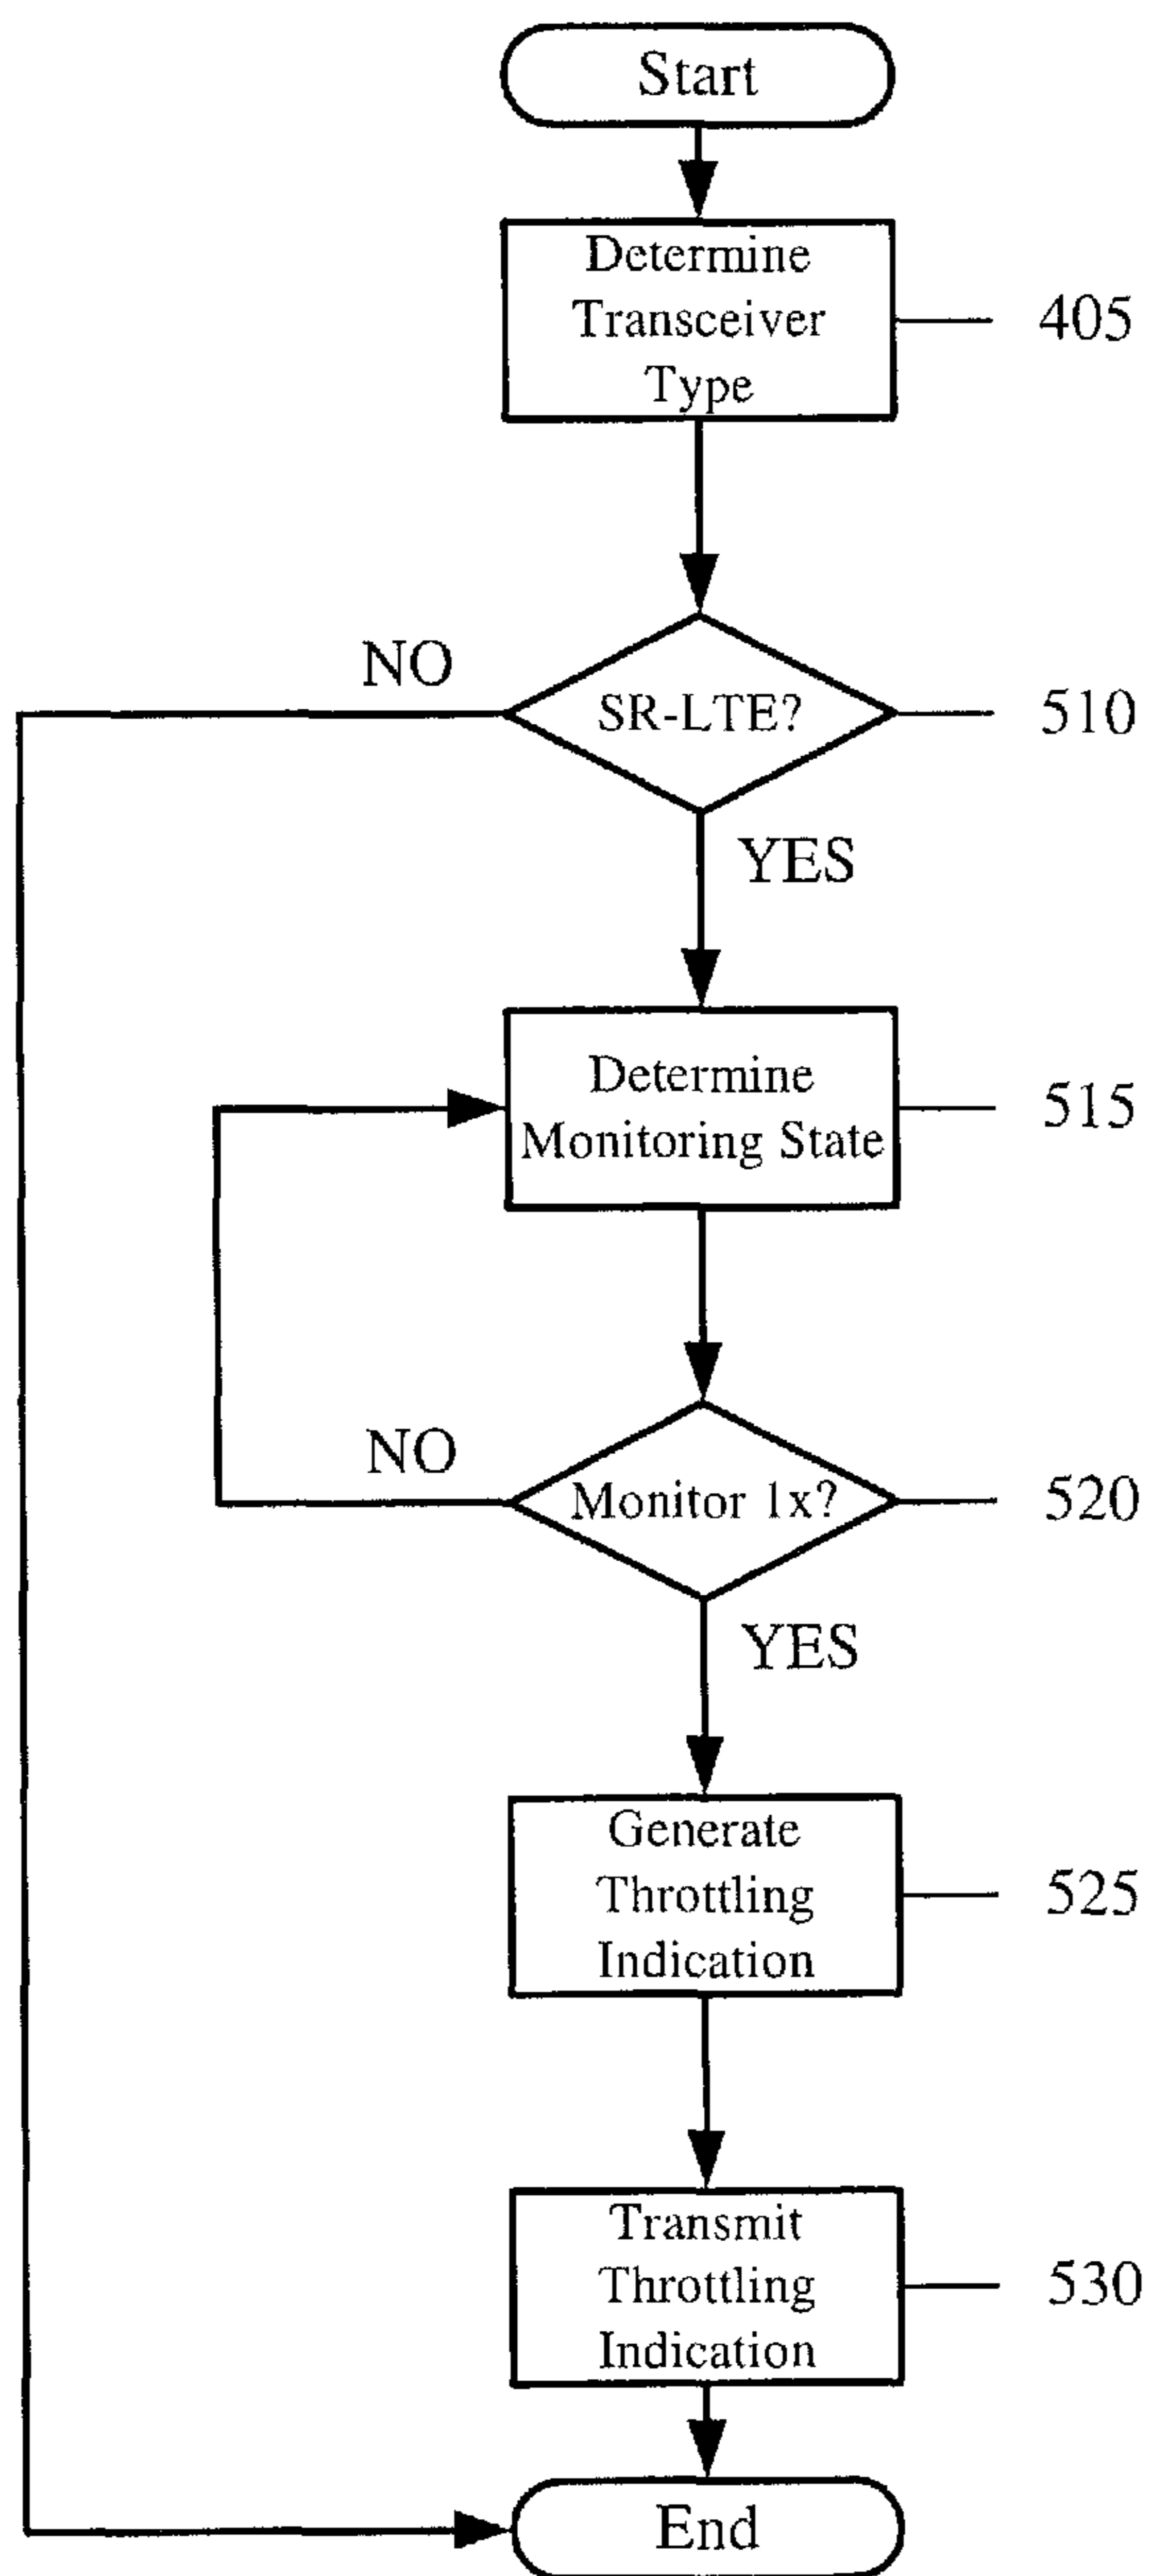 Start
Determine
Transceiver
Type
405
NO
SR-LTE?
510
YES
Determine
Monitoring State
515
NO
Monitor 1x?
520
YES
Generate
Throttling
Indication
525
Transmit
Throttling
Indication
530
End